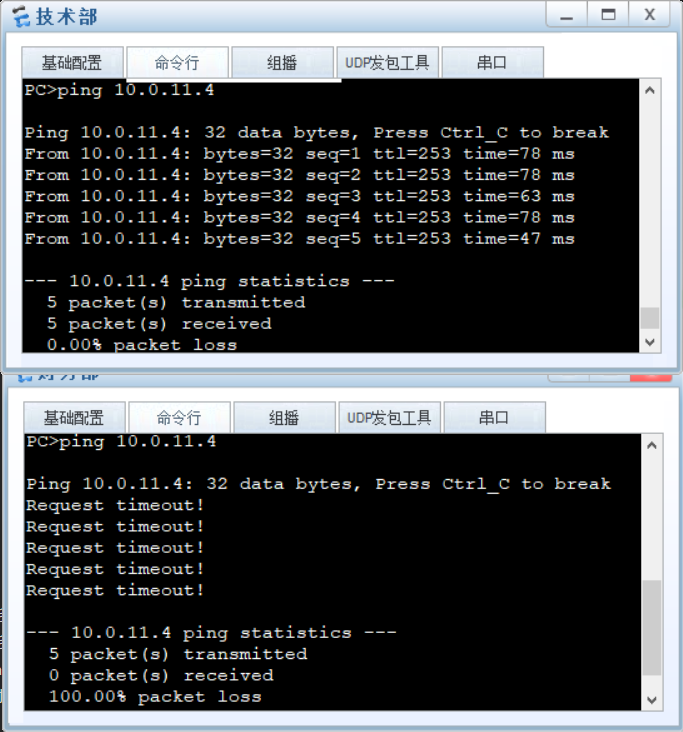 技术部
基础配置 命令行 组播 UDP发包工具 串口
PC>ping 10.0.11.4
Ping 10.0.11.4: 32 data bytes, Press Ctrl_C to break
From 10.0.11.4: bytes=32 seq=1 ttl=253 time=78 ms
From 10.0.11.4: bytes=32 seq=2 ttl=253 time=78 ms
From 10.0.11.4: bytes=32 seq=3 ttl=253 time=63 ms
From 10.0.11.4: bytes=32 seq=4 ttl=253 time=78 ms
From 10.0.11.4: bytes=32 seq=5 ttl=253 time=47 ms
--- 10.0.11.4 ping statistics ---
5 packet(s) transmitted
5 packet(s) received
0.00% packet loss
基础配置 命令行 组播 UDP发包工具 串口
PC>ping 10.0.11.4
Ping 10.0.11.4: 32 data bytes, Press Ctrl_C to break
Request timeout!
Request timeout!
Request timeout!
Request timeout!
Request timeout!
--- 10.0.11.4 ping statistics ---
5 packet(s) transmitted
0 packet(s) received
100.00% packet loss